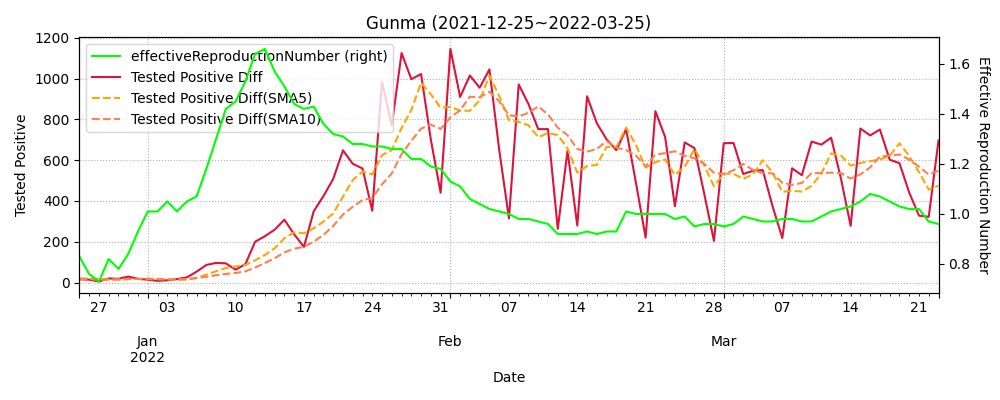 Gunma (2021-12-25~2022-03-25)
effectiveReproductionNumber (right)
Tested Positive Diff
Tested Positive Diff(SMA5)
Tested Positive Diff(SMA10)
Tested Positive
1200
1000
800
600
400
200
0
1.6
1.4
1.2
1.0
0.8
Effective Reproduction Number
27 03 10 17 24 31 07 14 21 28 07 14 21
Jan Feb Mar
2022
Date